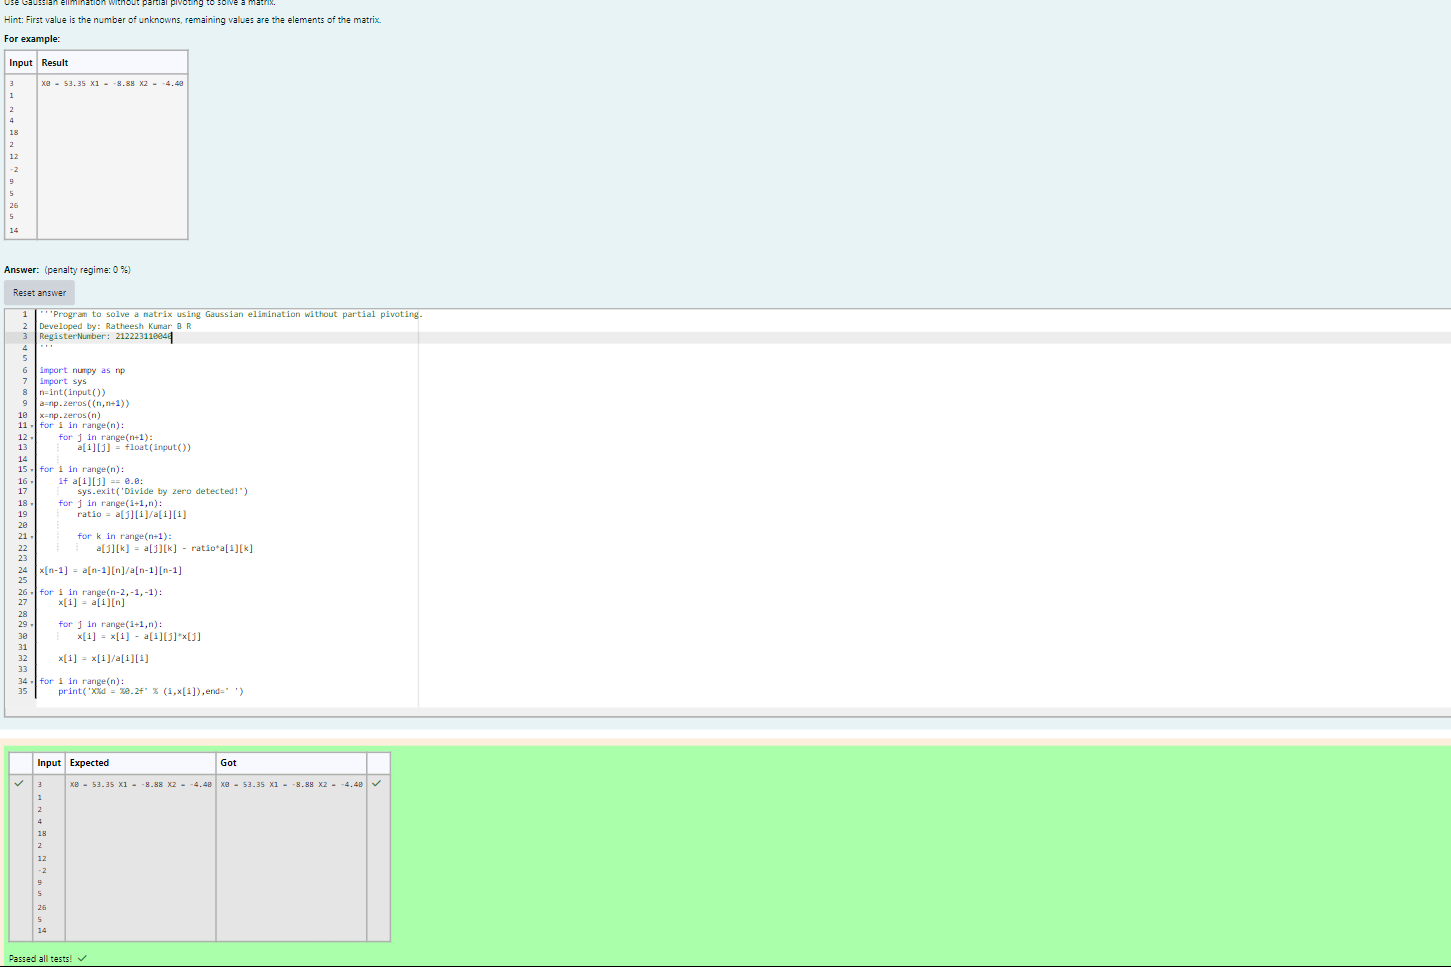 Use Gaussian elimination without partial pivoting to solve a matrix.
Hint: First value is the number of unknowns, remaining values are the elements of the matrix.
For example:
Input Result
3 X0 = 53.35 X1 = -8.88 X2 = -4.40
1
2
4
18
2
12
-2
9
5
26
5
14
Answer: (penalty regime: 0 %)
Reset answer
1 '''Program to solve a matrix using Gaussian elimination without partial pivoting.
2 Developed by: Ratheesh Kumar B R
3 RegisterNumber: 212223110040
4 '''
5
6 import numpy as np
7 import sys
8 n=int(input())
9 a=np.zeros((n,n+1))
10 x=np.zeros(n)
11 for i in range(n):
12 for j in range(n+1):
13 a[i][j] = float(input())
14
15 for i in range(n):
16 if a[i][j] == 0.0:
17 sys.exit('Divide by zero detected!')
18 for j in range(i+1,n):
19 ratio = a[j][i]/a[i][i]
20
21 for k in range(n+1):
22 a[j][k] = a[j][k] - ratio*a[i][k]
23
24 x[n-1] = a[n-1][n]/a[n-1][n-1]
25
26 for i in range(n-2,-1,-1):
27 x[i] = a[i][n]
28
29 for j in range(i+1,n):
30 x[i] = x[i] - a[i][j]*x[j]
31
32 x[i] = x[i]/a[i][i]
33
34 for i in range(n):
35 print('X%d = %0.2f' % (i,x[i]),end=' ')
Input Expected Got
3 X0 = 53.35 X1 = -8.88 X2 = -4.40 X0 = 53.35 X1 = -8.88 X2 = -4.40
1
2
4
18
2
12
-2
9
5
26
5
14
Passed all tests!